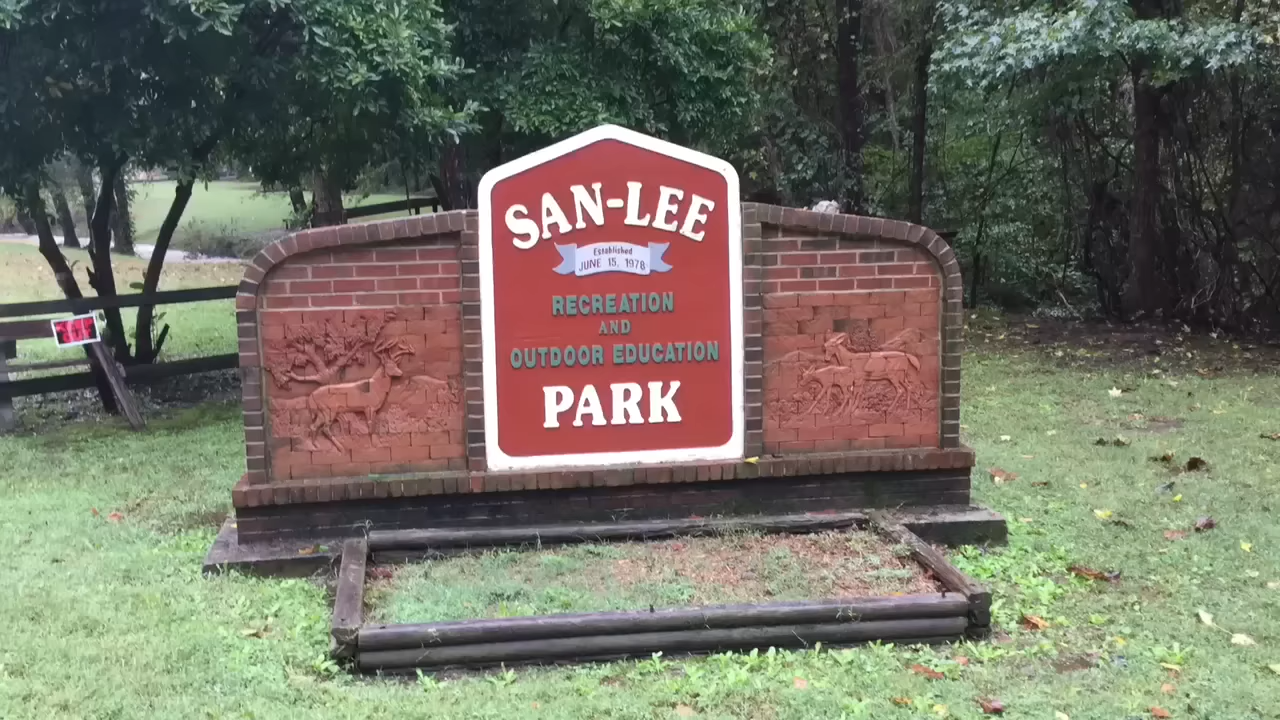 SAN-LEE
Established
JUNE 15, 1978
RECREATION
AND
OUTDOOR EDUCATION
PARK